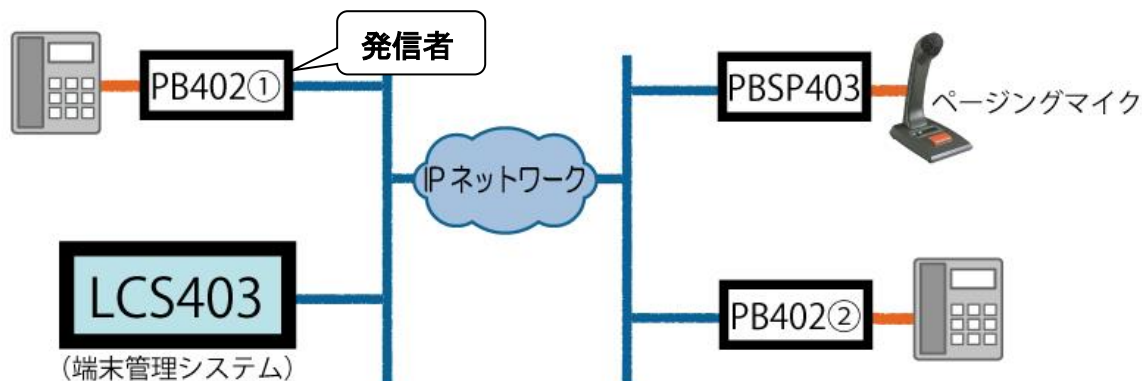 発信者
PB402①
PBSP403
ページングマイク
IPネットワーク
LCS403
(端末管理システム)
PB402②